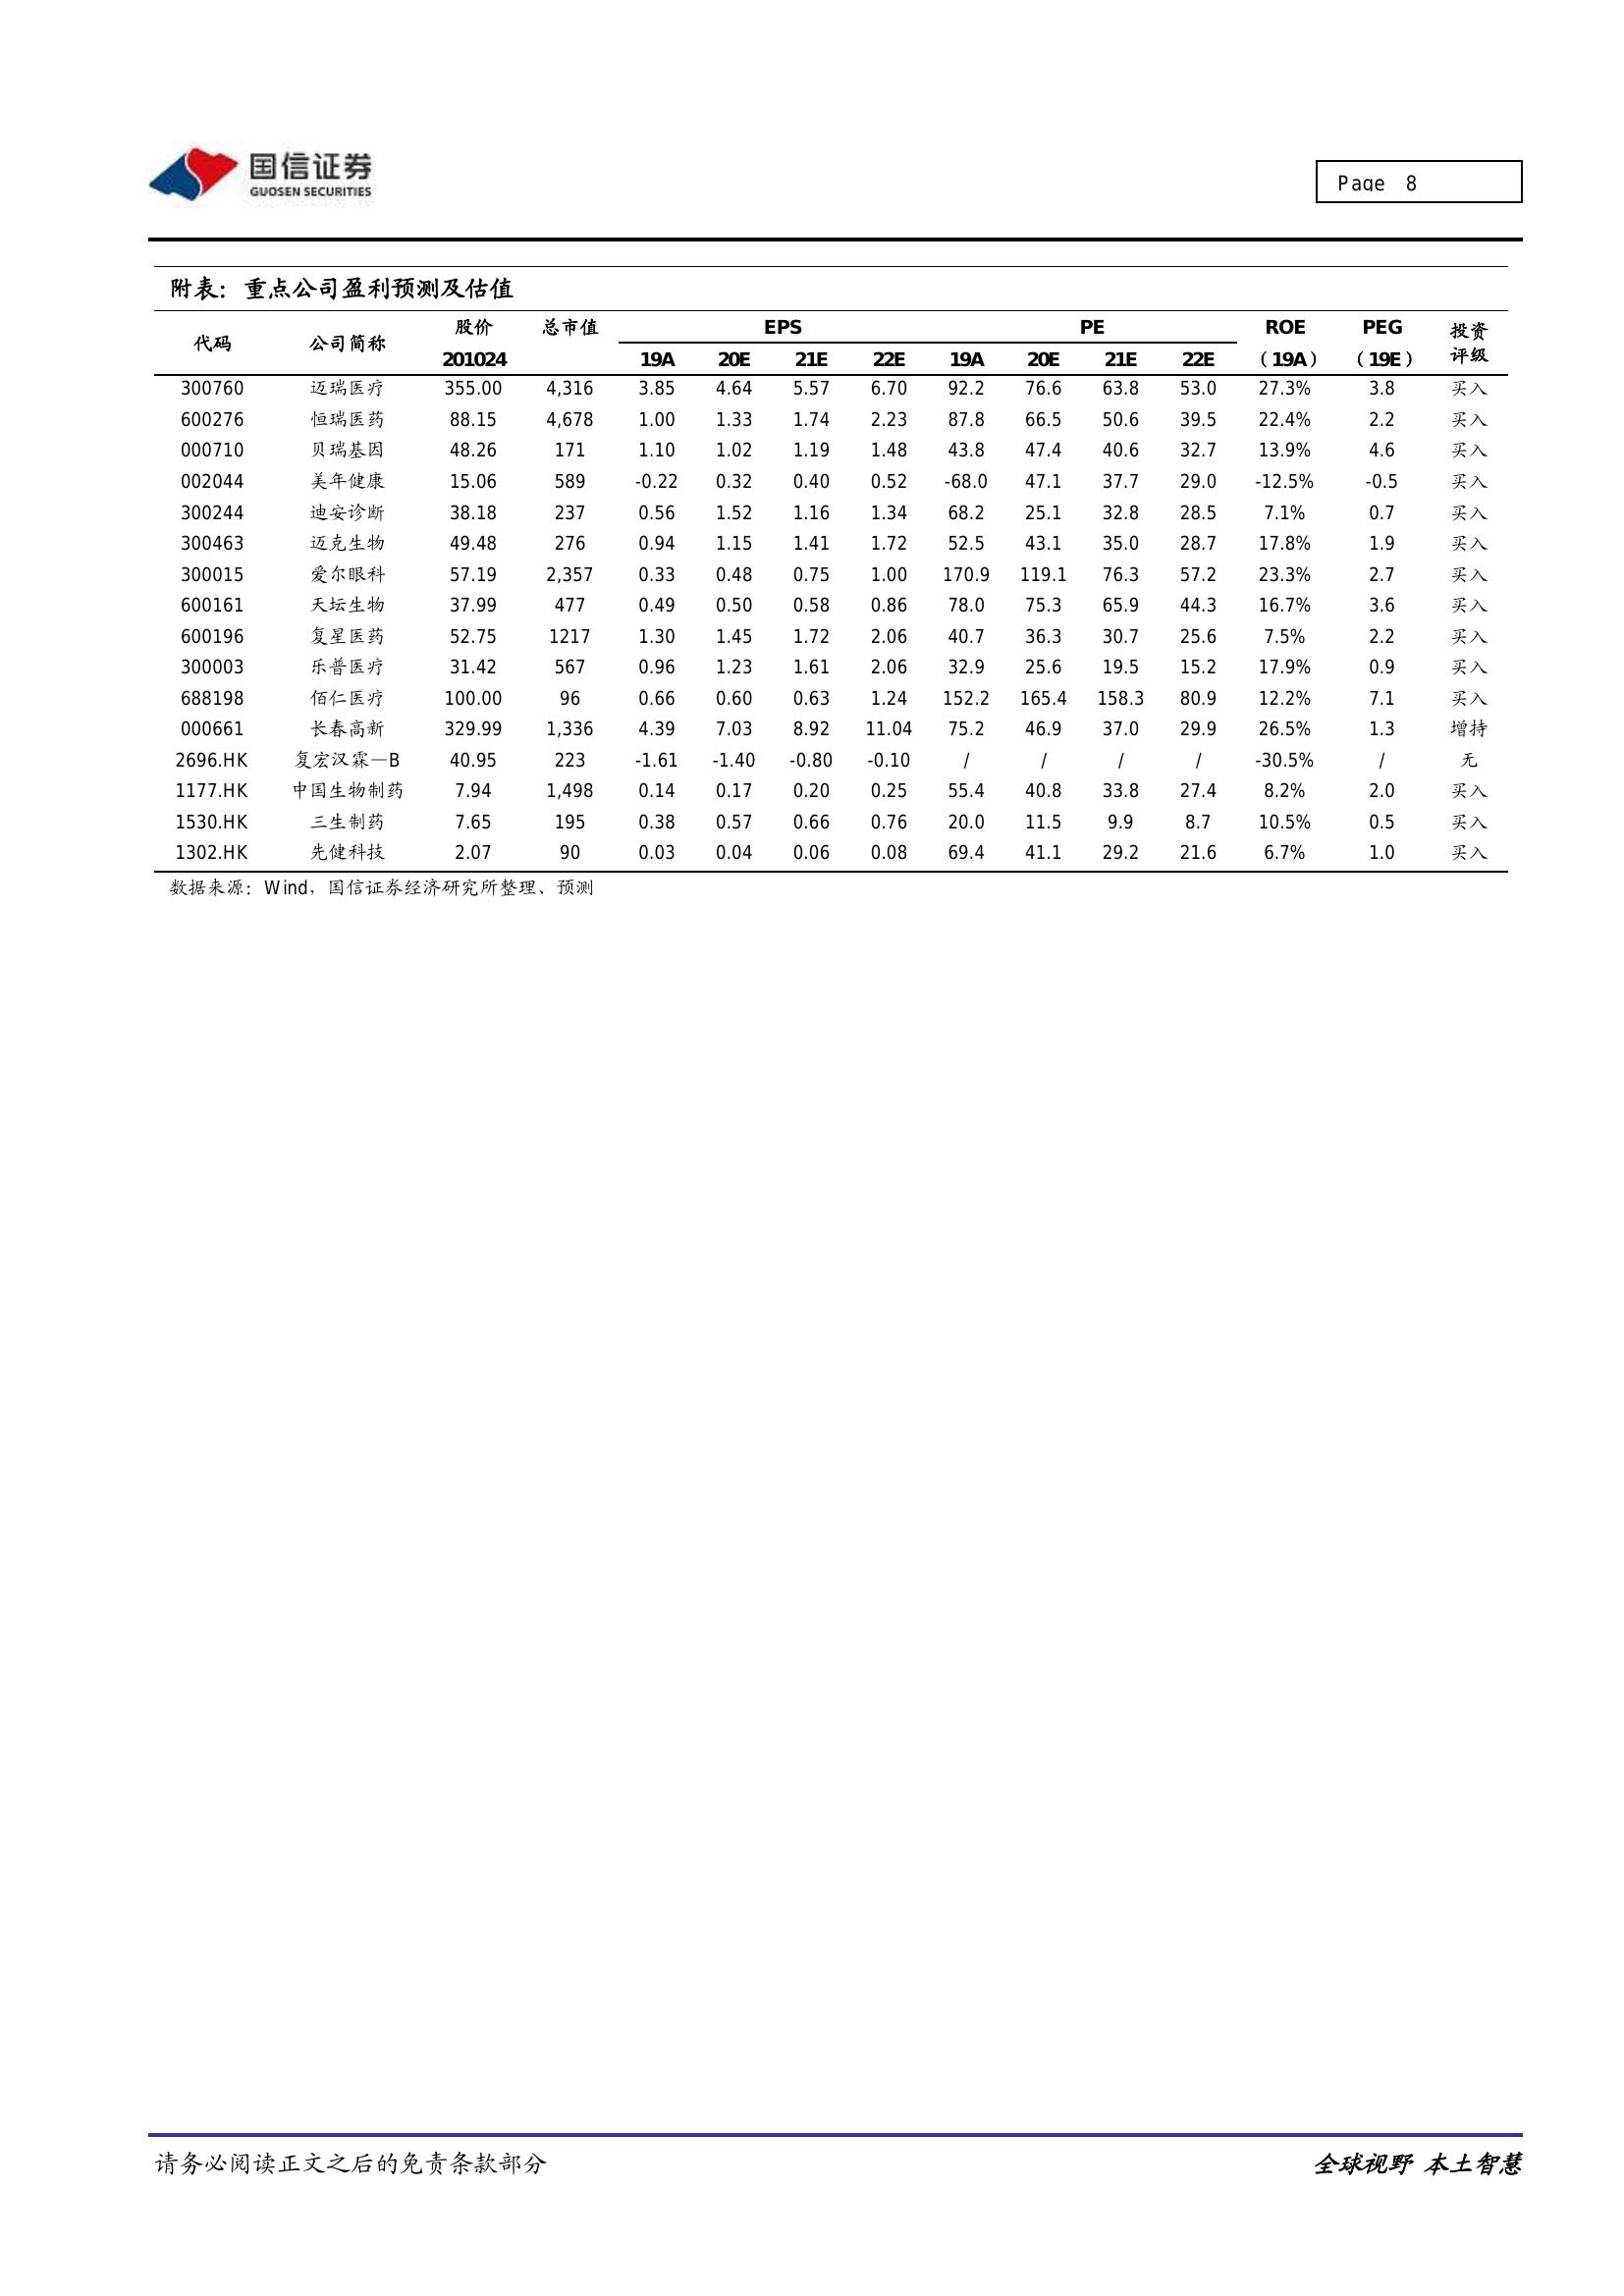 国信证券
GUOSEN SECURITIES
Page 8
附表：重点公司盈利预测及估值
代码 公司简称 股价 总市值 EPS PE ROE PEG 投资评级
201024 19A 20E 21E 22E 19A 20E 21E 22E （19A） （19E）
300760 迈瑞医疗 355.00 4,316 3.85 4.64 5.57 6.70 92.2 76.6 63.8 53.0 27.3% 3.8 买入
600276 恒瑞医药 88.15 4,678 1.00 1.33 1.74 2.23 87.8 66.5 50.6 39.5 22.4% 2.2 买入
000710 贝瑞基因 48.26 171 1.10 1.02 1.19 1.48 43.8 47.4 40.6 32.7 13.9% 4.6 买入
002044 美年健康 15.06 589 -0.22 0.32 0.40 0.52 -68.0 47.1 37.7 29.0 -12.5% -0.5 买入
300244 迪安诊断 38.18 237 0.56 1.52 1.16 1.34 68.2 25.1 32.8 28.5 7.1% 0.7 买入
300463 迈克生物 49.48 276 0.94 1.15 1.41 1.72 52.5 43.1 35.0 28.7 17.8% 1.9 买入
300015 爱尔眼科 57.19 2,357 0.33 0.48 0.75 1.00 170.9 119.1 76.3 57.2 23.3% 2.7 买入
600161 天坛生物 37.99 477 0.49 0.50 0.58 0.86 78.0 75.3 65.9 44.3 16.7% 3.6 买入
600196 复星医药 52.75 1217 1.30 1.45 1.72 2.06 40.7 36.3 30.7 25.6 7.5% 2.2 买入
300003 乐普医疗 31.42 567 0.96 1.23 1.61 2.06 32.9 25.6 19.5 15.2 17.9% 0.9 买入
688198 佰仁医疗 100.00 96 0.66 0.60 0.63 1.24 152.2 165.4 158.3 80.9 12.2% 7.1 买入
000661 长春高新 329.99 1,336 4.39 7.03 8.92 11.04 75.2 46.9 37.0 29.9 26.5% 1.3 增持
2696.HK 复宏汉霖—B 40.95 223 -1.61 -1.40 -0.80 -0.10 / / / / -30.5% / 无
1177.HK 中国生物制药 7.94 1,498 0.14 0.17 0.20 0.25 55.4 40.8 33.8 27.4 8.2% 2.0 买入
1530.HK 三生制药 7.65 195 0.38 0.57 0.66 0.76 20.0 11.5 9.9 8.7 10.5% 0.5 买入
1302.HK 先健科技 2.07 90 0.03 0.04 0.06 0.08 69.4 41.1 29.2 21.6 6.7% 1.0 买入
数据来源：Wind，国信证券经济研究所整理、预测
请务必阅读正文之后的免责条款部分 全球视野 本土智慧